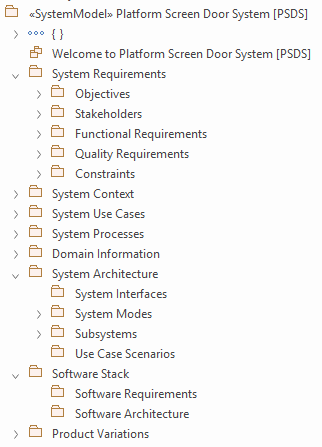 «SystemModel» Platform Screen Door System [PSDS]
{ }
Welcome to Platform Screen Door System [PSDS]
System Requirements
Objectives
Stakeholders
Functional Requirements
Quality Requirements
Constraints
System Context
System Use Cases
System Processes
Domain Information
System Architecture
System Interfaces
System Modes
Subsystems
Use Case Scenarios
Software Stack
Software Requirements
Software Architecture
Product Variations